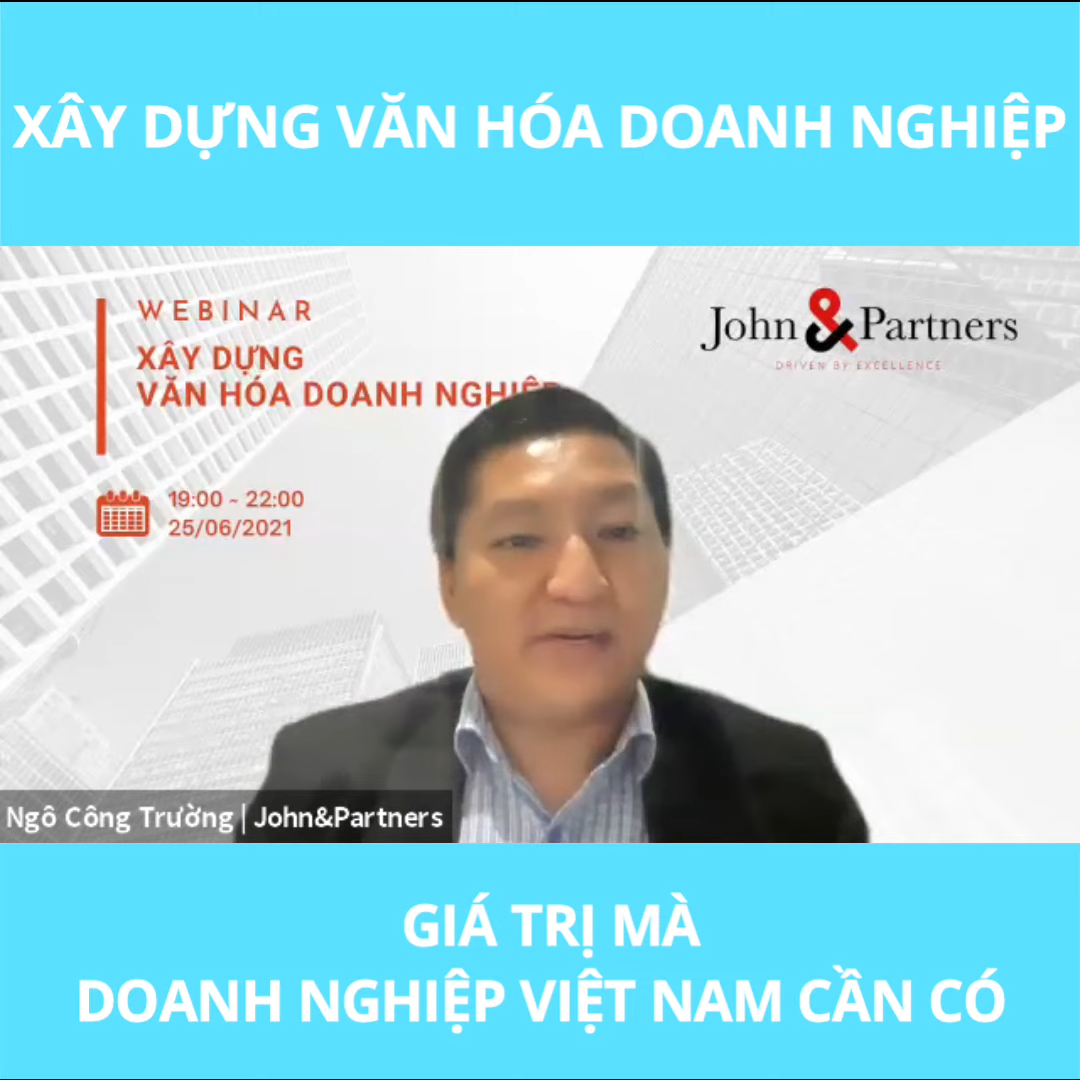 XÂY DỰNG VĂN HÓA DOANH NGHIỆP
WEBINAR
XÂY DỰNG
VĂN HÓA DOANH NGHIỆP
19:00 ~ 22:00
25/06/2021
John & Partners
DRIVEN BY EXCELLENCE
Ngô Công Trường | John&Partners
GIÁ TRỊ MÀ
DOANH NGHIỆP VIỆT NAM CẦN CÓ